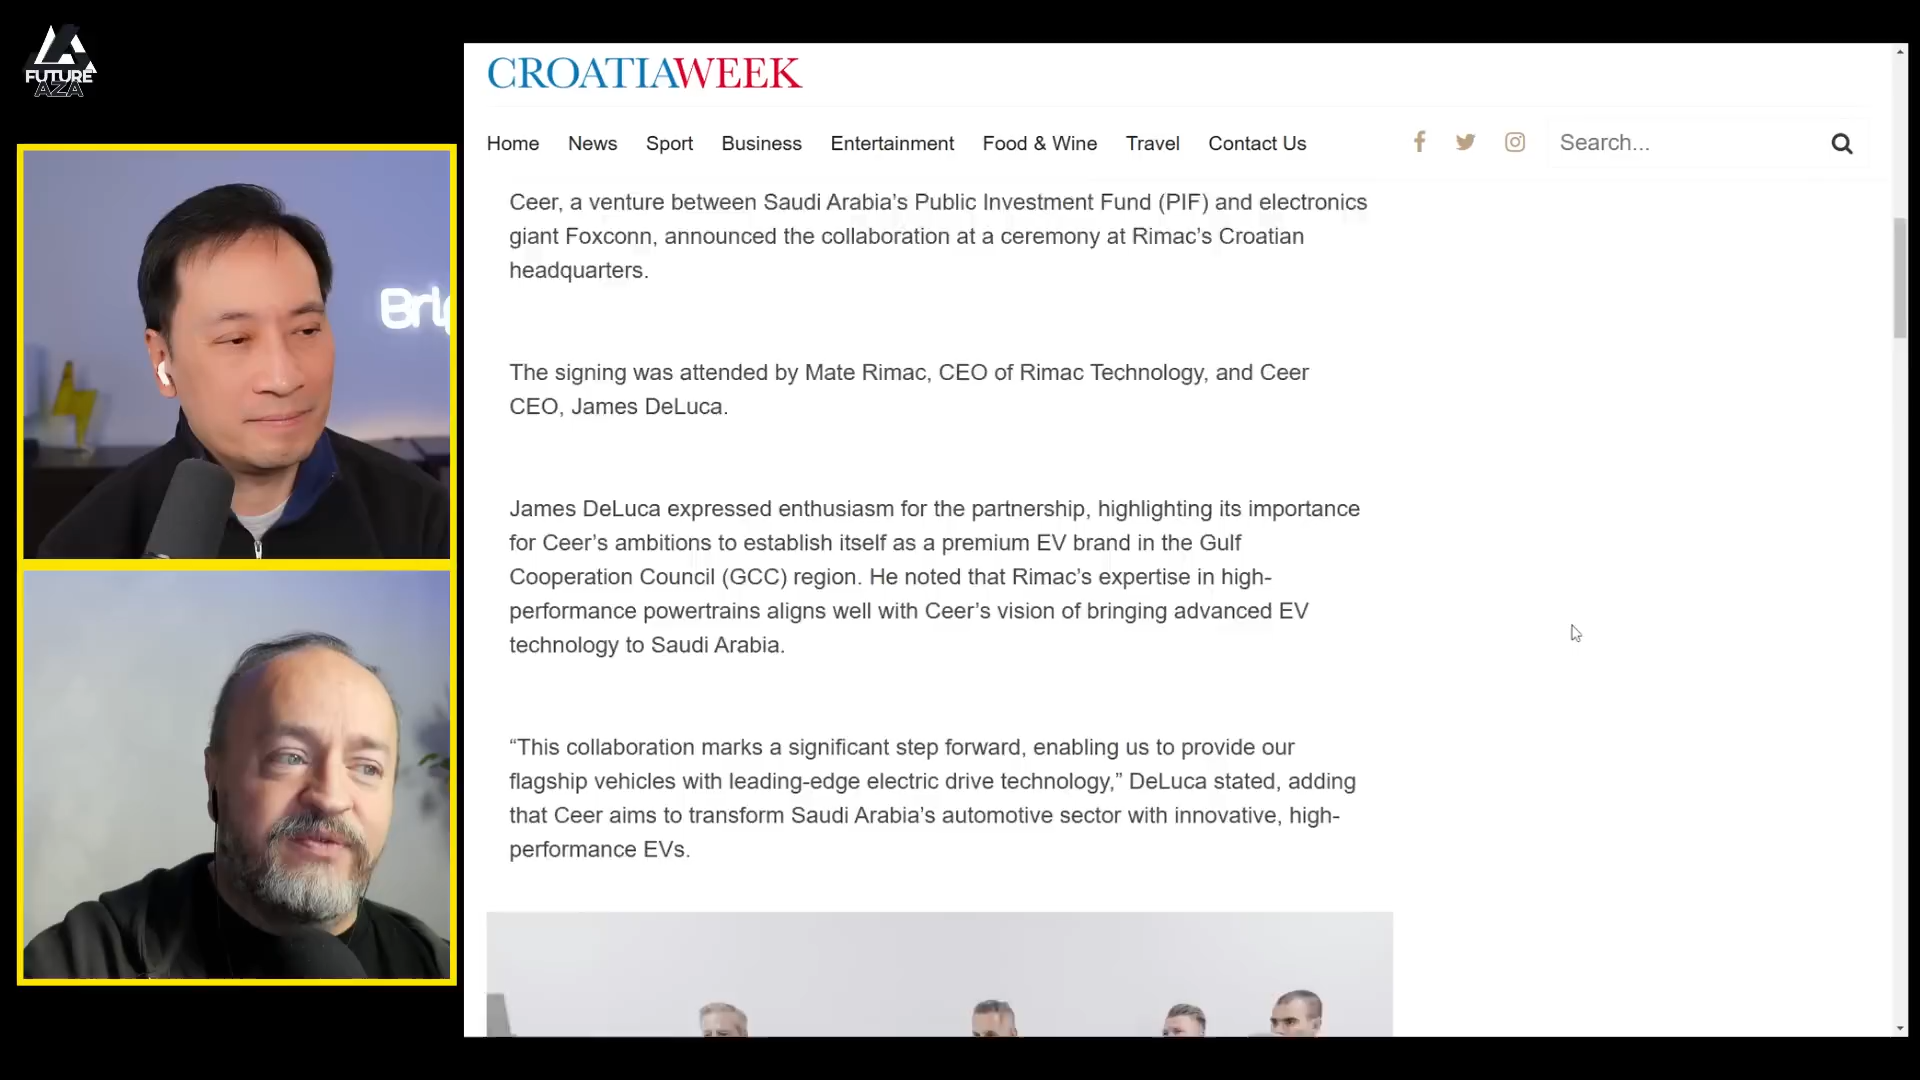 FUTURE
AZA
Bri
CROATIAWEEK
Home News Sport Business Entertainment Food & Wine Travel Contact Us
Search...
Ceer, a venture between Saudi Arabia’s Public Investment Fund (PIF) and electronics
giant Foxconn, announced the collaboration at a ceremony at Rimac’s Croatian
headquarters.
The signing was attended by Mate Rimac, CEO of Rimac Technology, and Ceer
CEO, James DeLuca.
James DeLuca expressed enthusiasm for the partnership, highlighting its importance
for Ceer’s ambitions to establish itself as a premium EV brand in the Gulf
Cooperation Council (GCC) region. He noted that Rimac’s expertise in high-
performance powertrains aligns well with Ceer’s vision of bringing advanced EV
technology to Saudi Arabia.
“This collaboration marks a significant step forward, enabling us to provide our
flagship vehicles with leading-edge electric drive technology,” DeLuca stated, adding
that Ceer aims to transform Saudi Arabia’s automotive sector with innovative, high-
performance EVs.